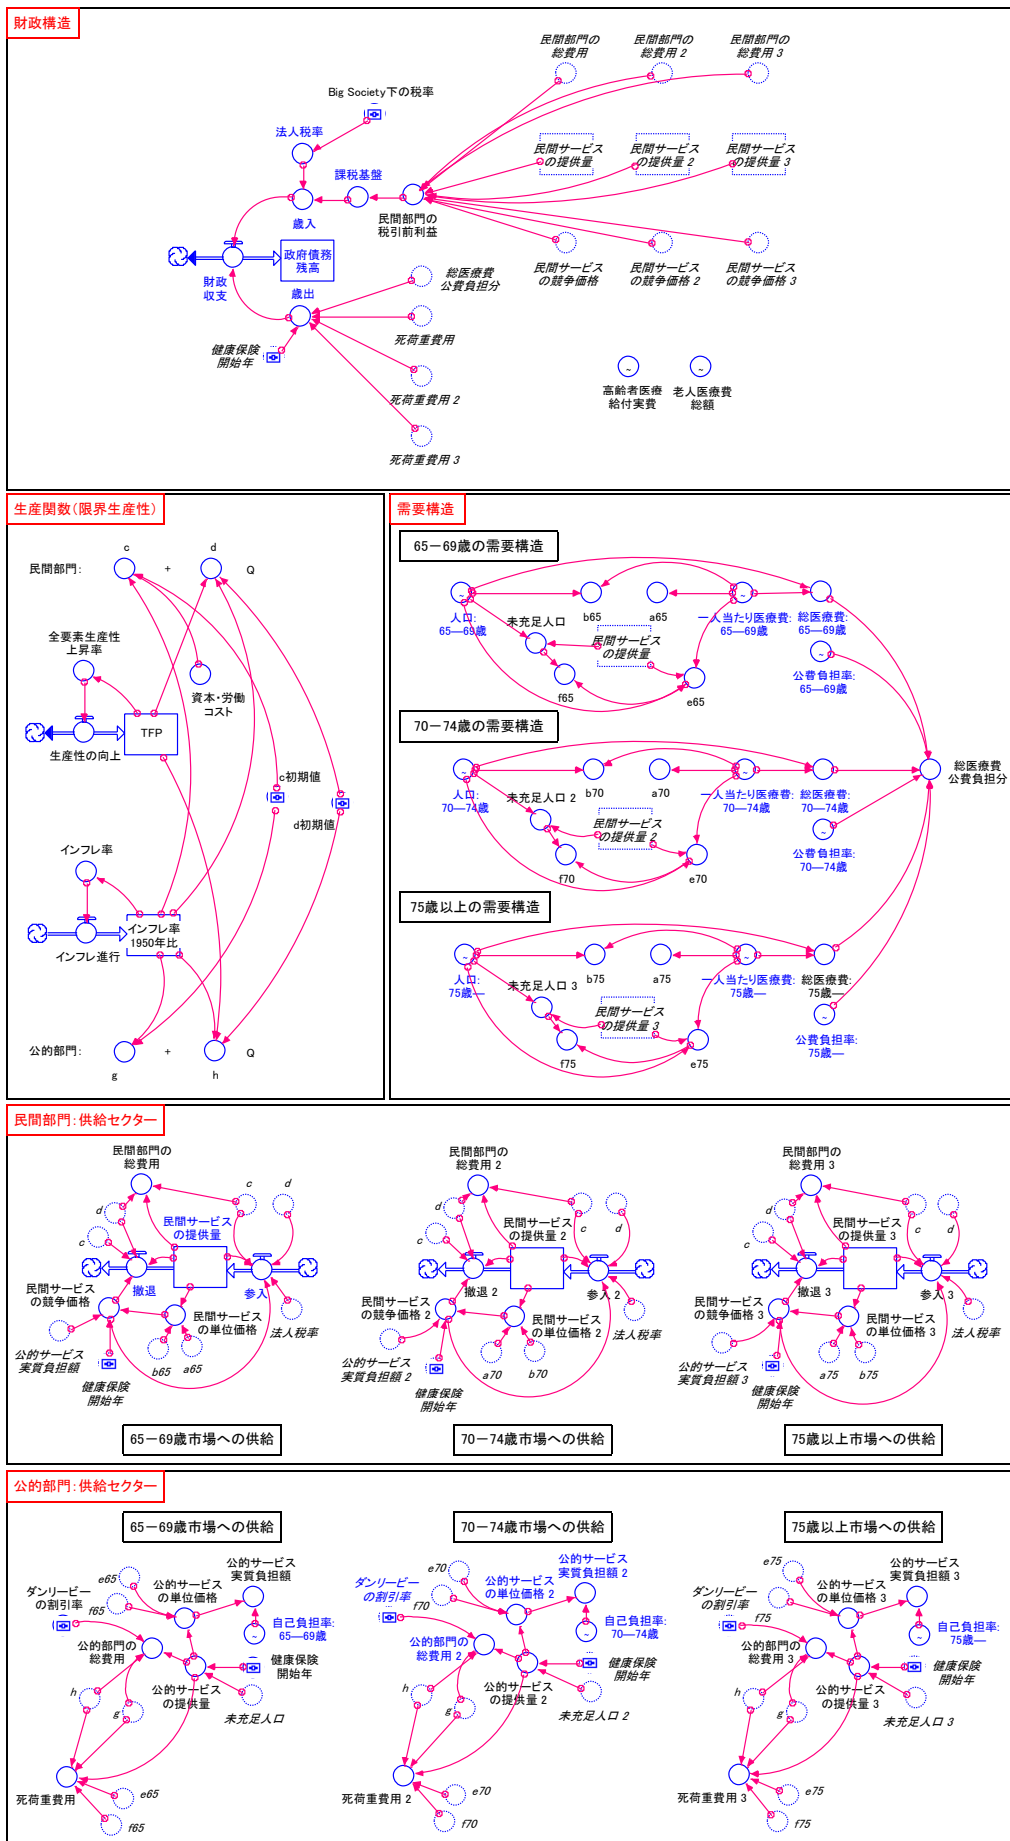 財政構造
民間部門の
総費用
民間部門の
総費用 2
民間部門の
総費用 3
Big Society下の税率
法人税率
民間サービス
の提供量
民間サービス
の提供量 2
民間サービス
の提供量 3
課税基盤
歳入
民間部門の
税引前利益
政府債務
残高
民間サービス
の競争価格
民間サービス
の競争価格 2
民間サービス
の競争価格 3
財政
収支
歳出
総医療費
公費負担分
健康保険
開始年
死荷重費用
死荷重費用 2
死荷重費用 3
~
高齢者医療
給付実費
~
老人医療費
総額
生産関数(限界生産性)
c
d
民間部門:
+
Q
全要素生産性
上昇率
資本・労働
コスト
TFP
生産性の向上
c初期値
d初期値
インフレ率
インフレ率
1950年比
インフレ進行
公的部門:
+
Q
g
h
需要構造
65-69歳の需要構造
~
人口:
65—69歳
b65
a65
~
一人当たり医療費:
65—69歳
総医療費:
65—69歳
未充足人口
民間サービス
の提供量
~
公費負担率:
65—69歳
f65
e65
70-74歳の需要構造
~
人口:
70—74歳
b70
a70
~
一人当たり医療費:
70—74歳
総医療費:
70—74歳
総医療費
公費負担分
未充足人口 2
民間サービス
の提供量 2
~
公費負担率:
70—74歳
f70
e70
75歳以上の需要構造
~
人口:
75歳—
b75
a75
~
一人当たり医療費:
75歳—
総医療費:
75歳—
未充足人口 3
民間サービス
の提供量 3
~
公費負担率:
75歳—
f75
e75
民間部門:供給セクター
民間部門の
総費用
c
d
d
民間サービス
の提供量
c
撤退
参入
民間サービス
の競争価格
民間サービス
の単位価格
法人税率
公的サービス
実質負担額
b65
a65
健康保険
開始年
65-69歳市場への供給
民間部門の
総費用 2
c
d
d
民間サービス
の提供量 2
c
撤退 2
参入 2
民間サービス
の競争価格 2
民間サービス
の単位価格 2
法人税率
公的サービス
実質負担額 2
a70
b70
健康保険
開始年
70-74歳市場への供給
民間部門の
総費用 3
d
c
d
民間サービス
の提供量 3
c
撤退 3
参入 3
民間サービス
の競争価格 3
民間サービス
の単位価格 3
法人税率
公的サービス
実質負担額 3
a75
b75
健康保険
開始年
75歳以上市場への供給
公的部門:供給セクター
65-69歳市場への供給
e65
公的サービス
実質負担額
ダンリービー
の割引率
f65
公的サービス
の単位価格
公的部門の
総費用
~
自己負担率:
65—69歳
健康保険
開始年
h
公的サービス
の提供量
g
未充足人口
死荷重費用
e65
f65
70-74歳市場への供給
e70
公的サービス
実質負担額 2
ダンリービー
の割引率
f70
公的サービス
の単位価格 2
公的部門の
総費用 2
~
自己負担率:
70—74歳
健康保険
開始年
h
公的サービス
の提供量 2
g
未充足人口 2
死荷重費用 2
e70
f70
75歳以上市場への供給
e75
公的サービス
実質負担額 3
ダンリービー
の割引率
f75
公的サービス
の単位価格 3
公的部門の
総費用 3
~
自己負担率:
75歳—
健康保険
開始年
h
公的サービス
の提供量 3
g
未充足人口 3
死荷重費用 3
e75
f75